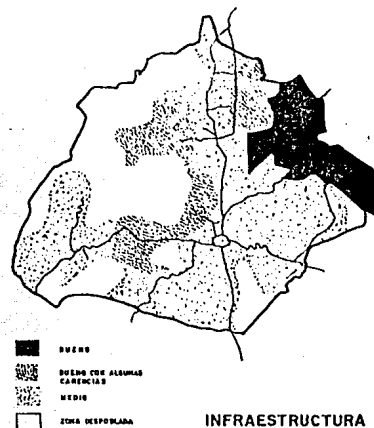 BUENO
BUENO CON ALGUNAS
CARENCIAS
MEDIO
ZONA DESPOBLADA
INFRAESTRUCTURA